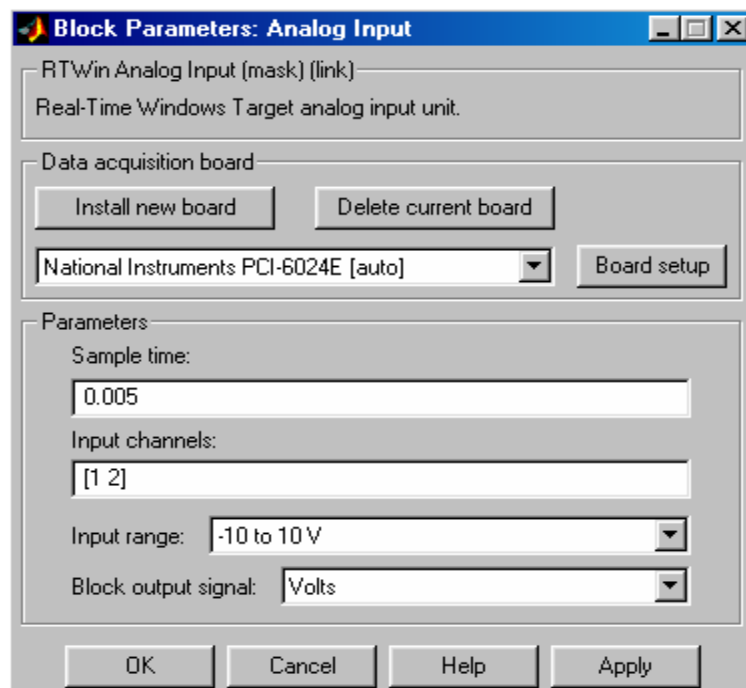 Block Parameters: Analog Input
RTWin Analog Input (mask) (link)
Real-Time Windows Target analog input unit.
Data acquisition board
Install new board Delete current board
National Instruments PCI-6024E [auto] Board setup
Parameters
Sample time:
0.005
Input channels:
[1 2]
Input range: -10 to 10 V
Block output signal: Volts
OK Cancel Help Apply